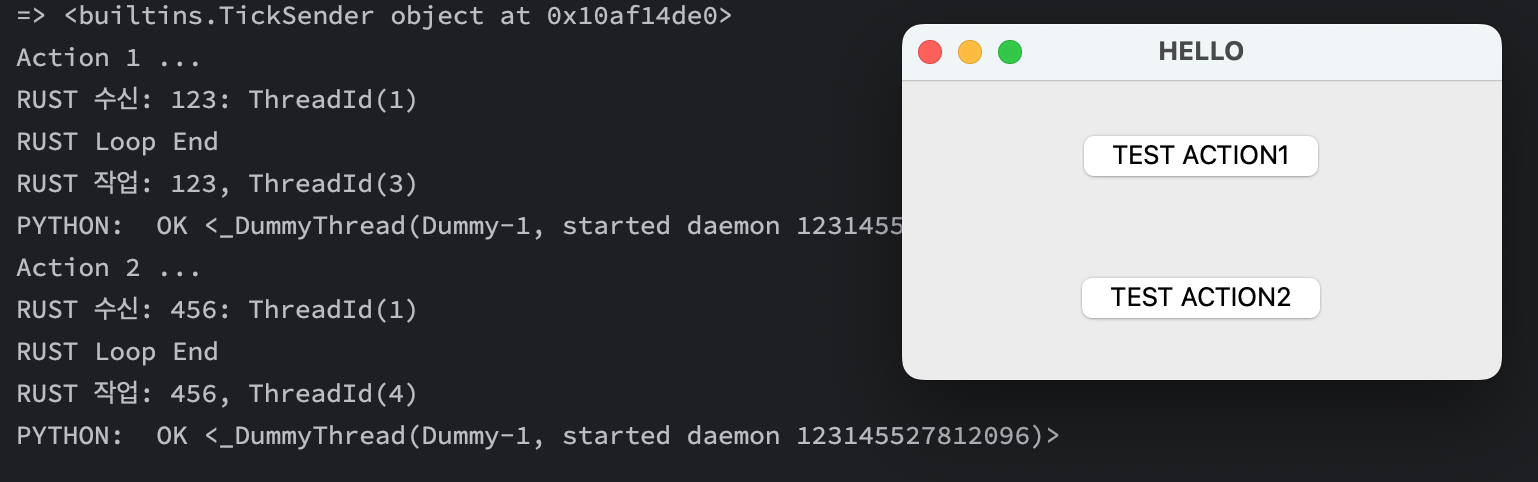 => <builtins.TickSender object at 0x10af14de0>
Action 1 ...
RUST 수신: 123: ThreadId(1)
RUST Loop End
RUST 작업: 123, ThreadId(3)
PYTHON:  OK <_DummyThread(Dummy-1, started daemon 1231455
Action 2 ...
RUST 수신: 456: ThreadId(1)
RUST Loop End
RUST 작업: 456, ThreadId(4)
PYTHON:  OK <_DummyThread(Dummy-1, started daemon 123145527812096)>
HELLO
TEST ACTION1
TEST ACTION2